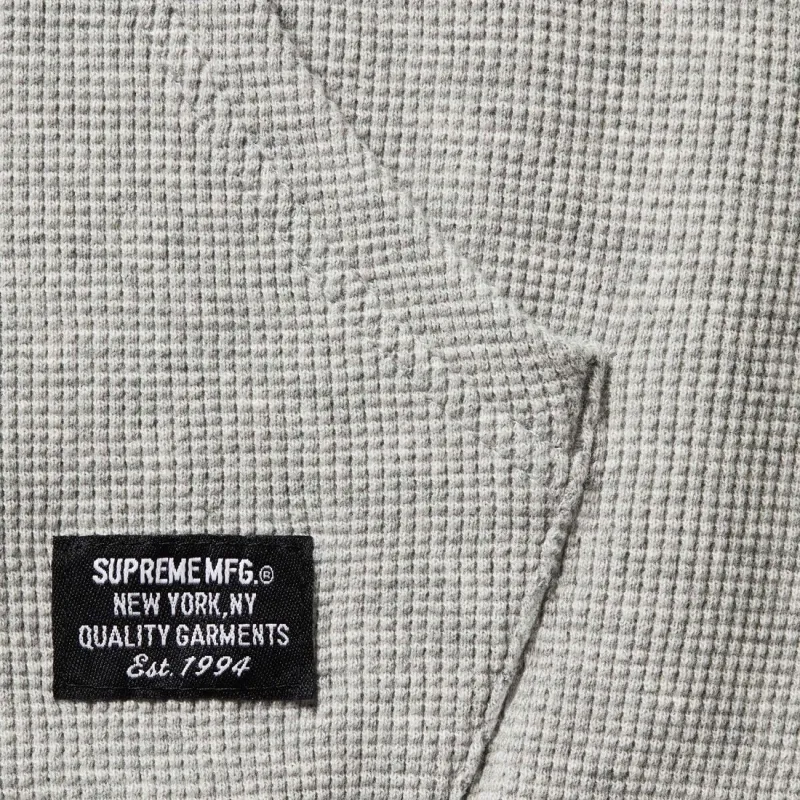 SUPREME MFG.®
NEW YORK, NY
QUALITY GARMENTS
Est. 1994